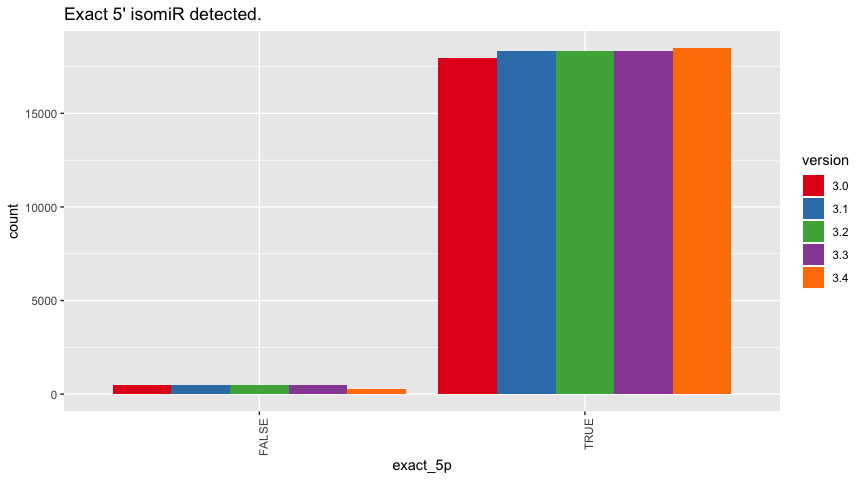 Exact 5' isomiR detected.
count
15000
10000
5000
0
FALSE
TRUE
exact_5p
version
3.0
3.1
3.2
3.3
3.4